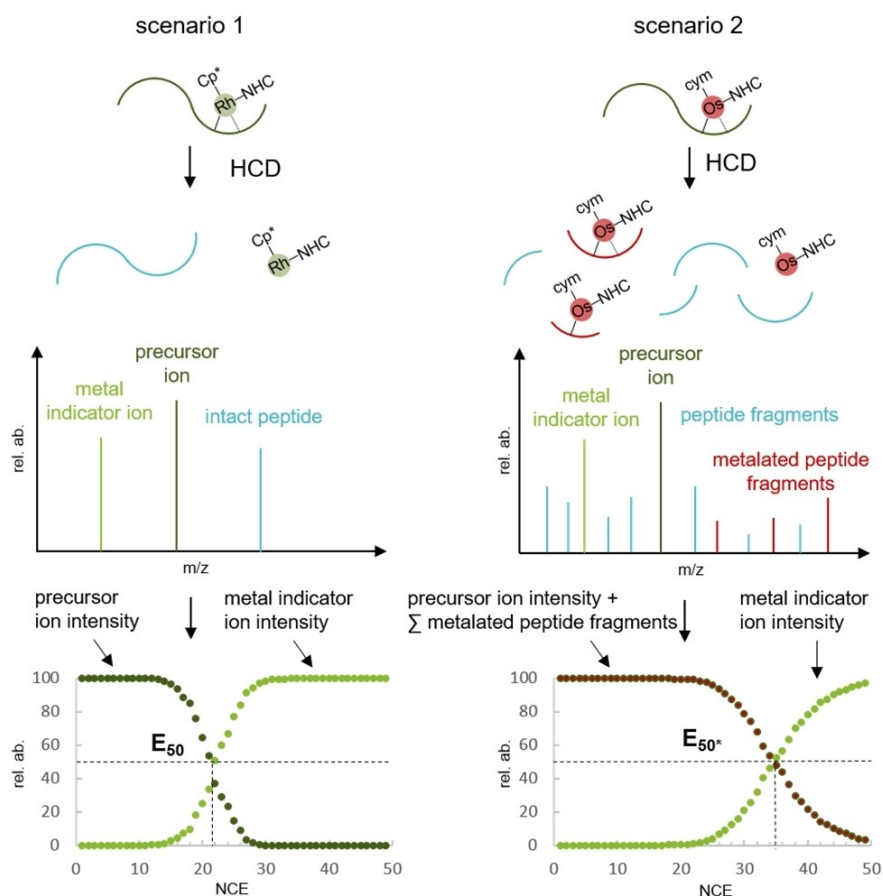 scenario 1
scenario 2
Cp*
Rh
NHC
cym
Os
NHC
HCD
HCD
Cp*
Rh
NHC
cym
Os
NHC
cym
Os
NHC
cym
Os
NHC
precursor
ion
metal
indicator ion
intact peptide
rel. ab.
m/z
precursor
ion
metal
indicator ion
peptide fragments
metalated peptide
fragments
rel. ab.
m/z
precursor
ion intensity
metal indicator
ion intensity
precursor ion intensity +
∑ metalated peptide fragments
metal indicator
ion intensity
100
80
60
40
20
0
rel. ab.
E50
0 10 20 30 40 50
NCE
100
80
60
40
20
0
rel. ab.
E50*
0 10 20 30 40 50
NCE